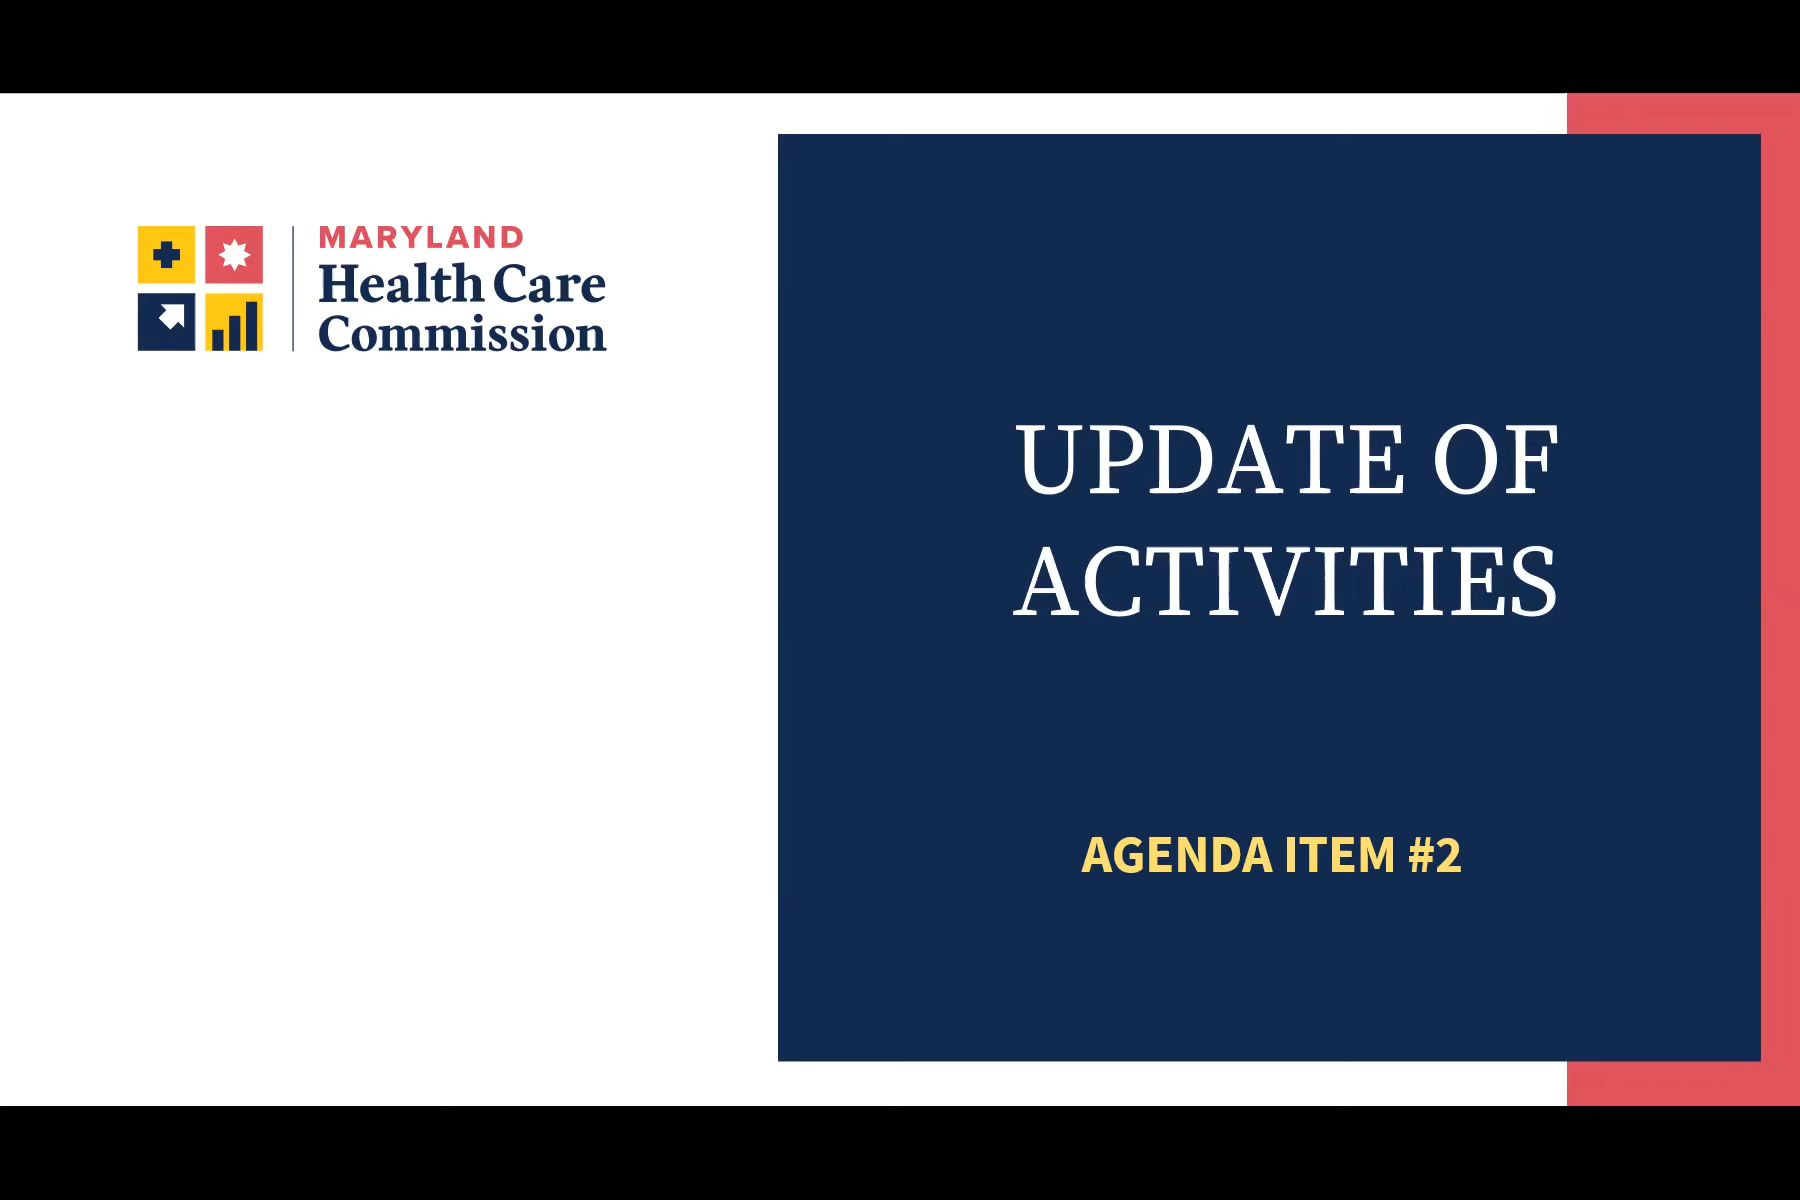 MARYLAND
Health Care
Commission
UPDATE OF
ACTIVITIES
AGENDA ITEM #2